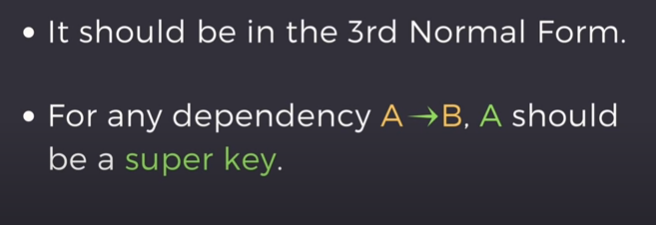 • It should be in the 3rd Normal Form.
• For any dependency A→B, A should
be a super key.